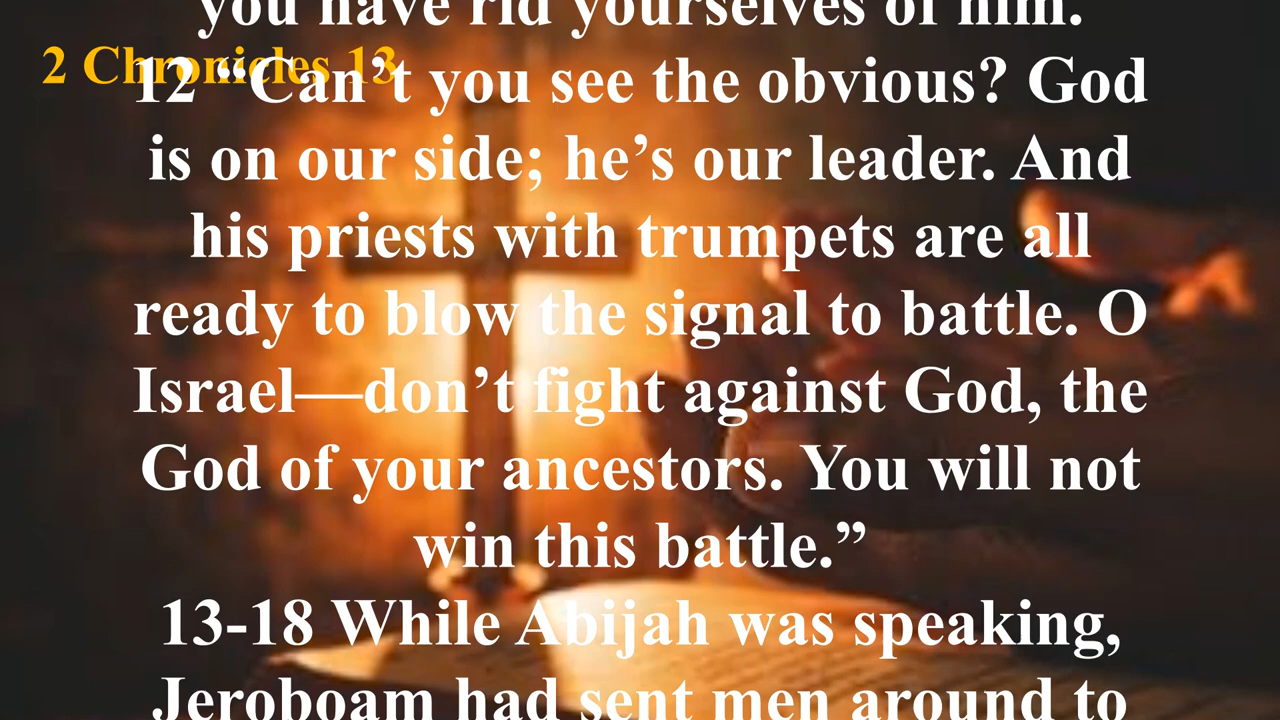 you have rid yourselves of him.
2 Chronicles 13
12 “Can’t you see the obvious? God
is on our side; he’s our leader. And
his priests with trumpets are all
ready to blow the signal to battle. O
Israel—don’t fight against God, the
God of your ancestors. You will not
win this battle.”
13-18 While Abijah was speaking,
Jeroboam had sent men around to